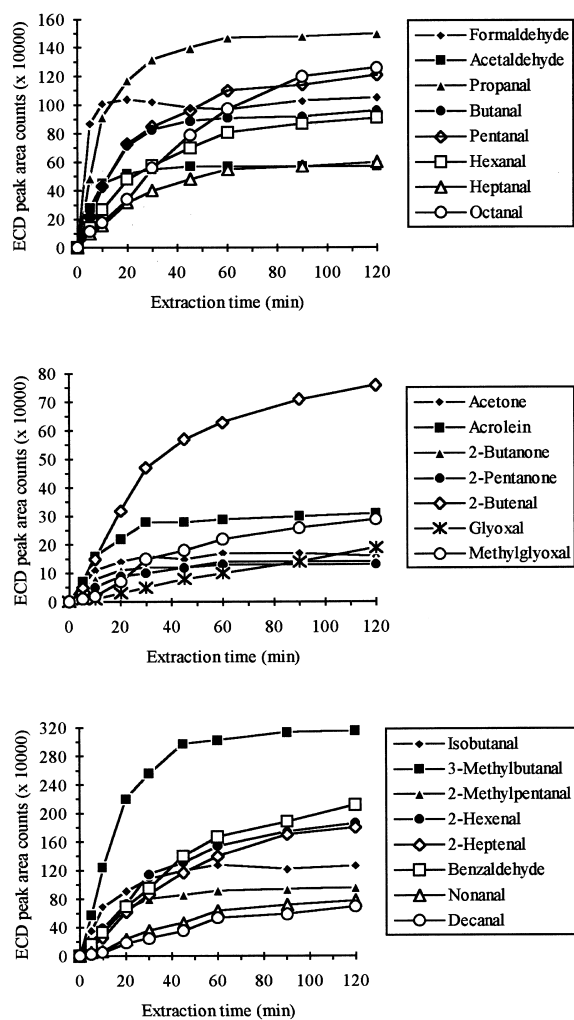 ECD peak area counts (x 10000)
160
140
120
100
80
60
40
20
0
0 20 40 60 80 100 120
Extraction time (min)
Formaldehyde
Acetaldehyde
Propanal
Butanal
Pentanal
Hexanal
Heptanal
Octanal
ECD peak area counts (x 10000)
80
70
60
50
40
30
20
10
0
0 20 40 60 80 100 120
Extraction time (min)
Acetone
Acrolein
2-Butanone
2-Pentanone
2-Butenal
Glyoxal
Methylglyoxal
ECD peak area counts (x 10000)
320
280
240
200
160
120
80
40
0
0 20 40 60 80 100 120
Extraction time (min)
Isobutanal
3-Methylbutanal
2-Methylpentanal
2-Hexenal
2-Heptenal
Benzaldehyde
Nonanal
Decanal